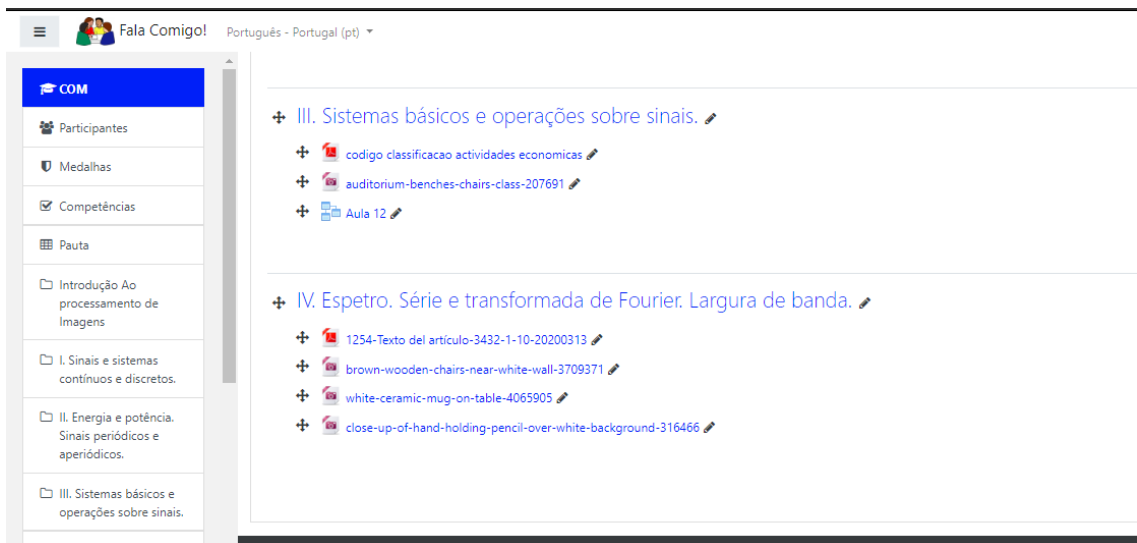 Fala Comigo! Português - Portugal (pt)
COM
Participantes
Medalhas
Competências
Pauta
Introdução Ao
processamento de
Imagens
I. Sinais e sistemas
contínuos e discretos.
II. Energia e potência.
Sinais periódicos e
aperiódicos.
III. Sistemas básicos e
operações sobre sinais.
III. Sistemas básicos e operações sobre sinais.
codigo classificacao actividades economicas
auditorium-benches-chairs-class-207691
Aula 12
IV. Espetro. Série e transformada de Fourier. Largura de banda.
1254-Texto del artículo-3432-1-10-20200313
brown-wooden-chairs-near-white-wall-3709371
white-ceramic-mug-on-table-4065905
close-up-of-hand-holding-pencil-over-white-background-316466